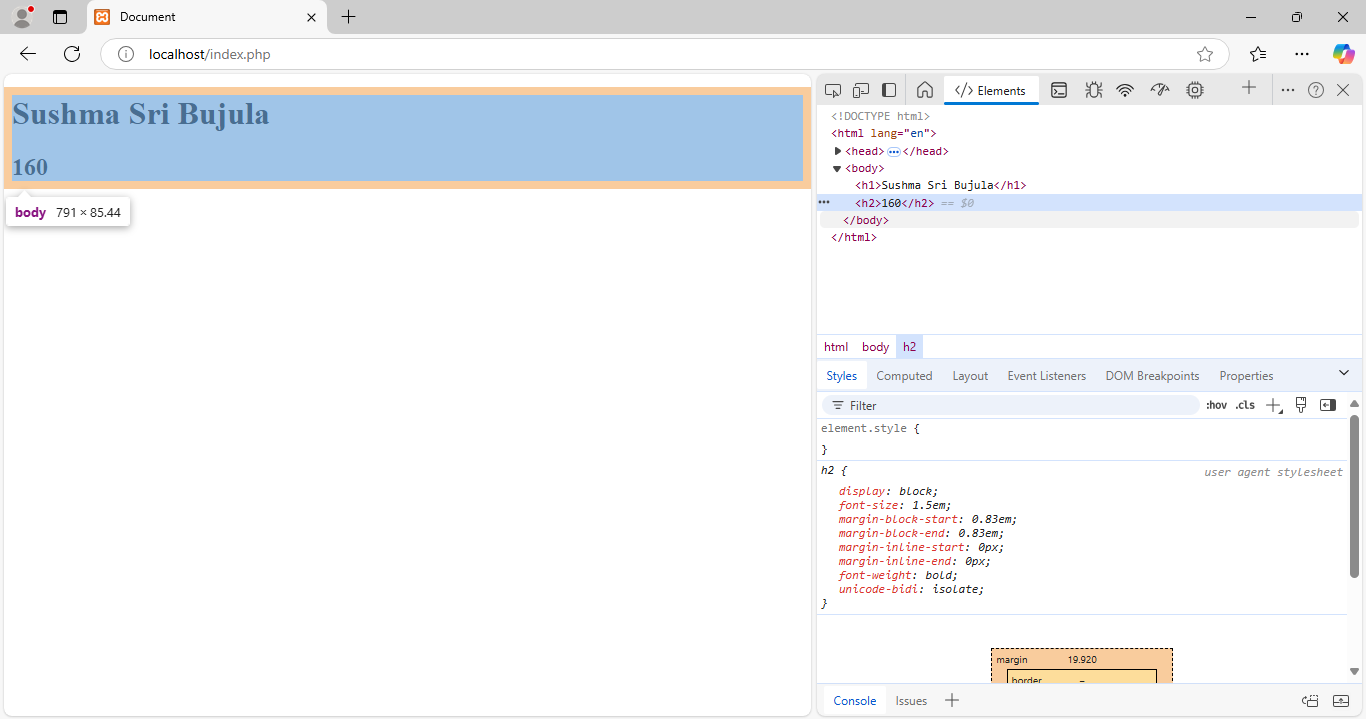 Document
localhost/index.php
Sushma Sri Bujula
160
body 791 × 85.44
Elements
<!DOCTYPE html>
<html lang="en">
<head> ••• </head>
<body>
<h1>Sushma Sri Bujula</h1>
••• <h2>160</h2> == $0
</body>
</html>
html body h2
Styles Computed Layout Event Listeners DOM Breakpoints Properties
Filter :hov .cls
element.style {
}
h2 { user agent stylesheet
display: block;
font-size: 1.5em;
margin-block-start: 0.83em;
margin-block-end: 0.83em;
margin-inline-start: 0px;
margin-inline-end: 0px;
font-weight: bold;
unicode-bidi: isolate;
}
margin 19.920
border –
Console Issues